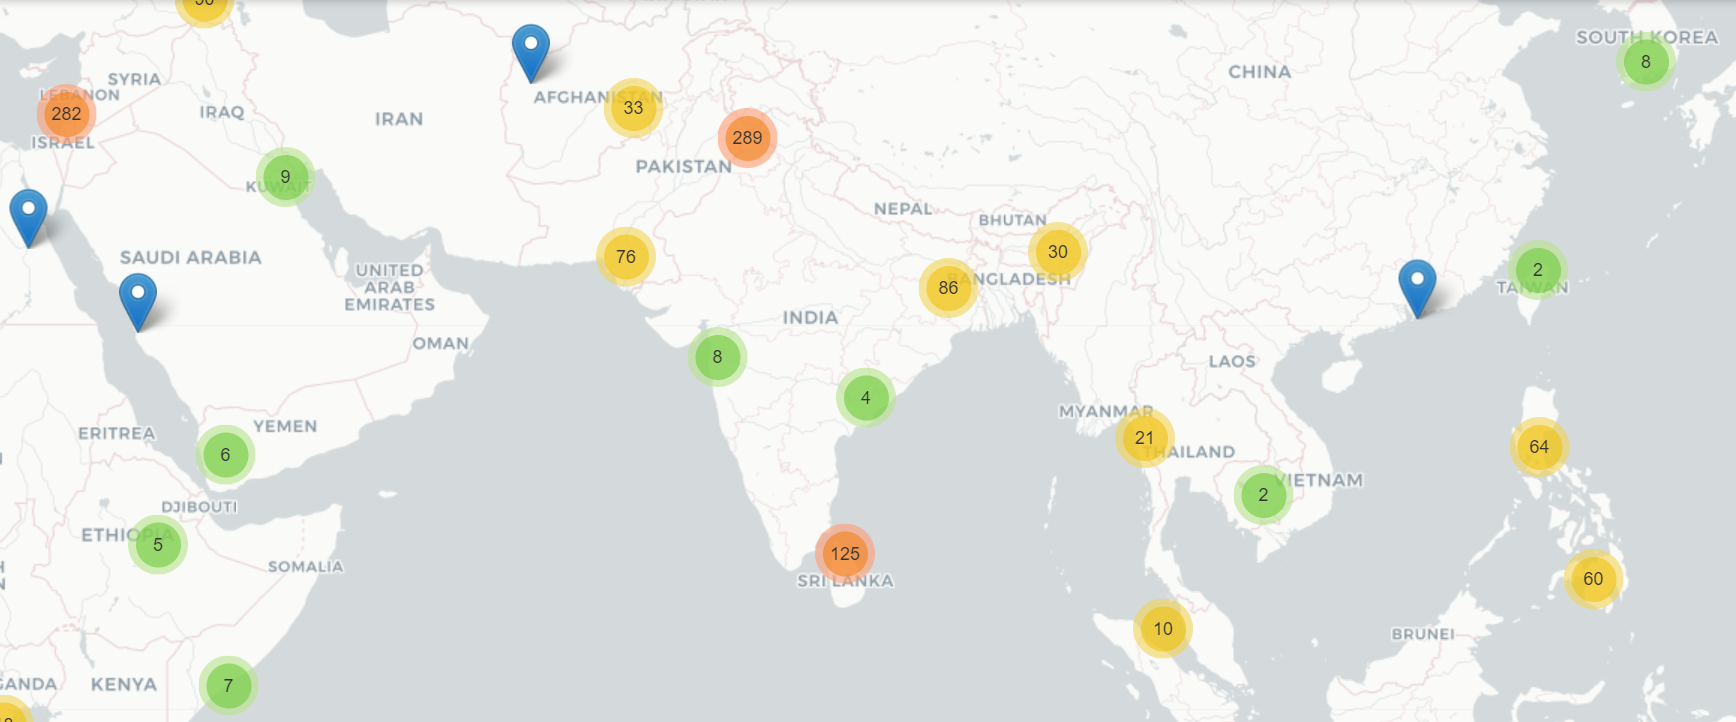 SOUTH KOREA
8
CHINA
SYRIA
LEBANON
282
ISRAEL
IRAQ
IRAN
AFGHANISTAN
33
289
PAKISTAN
9
KUWAIT
NEPAL
BHUTAN
30
BANGLADESH
86
SAUDI ARABIA
76
UNITED
ARAB
EMIRATES
2
TAIWAN
INDIA
OMAN
8
LAOS
4
MYANMAR
21
THAILAND
ERITREA
YEMEN
6
64
2
VIETNAM
DJIBOUTI
ETHIOPIA
5
SOMALIA
125
SRI LANKA
60
10
BRUNEI
GANDA
KENYA
7